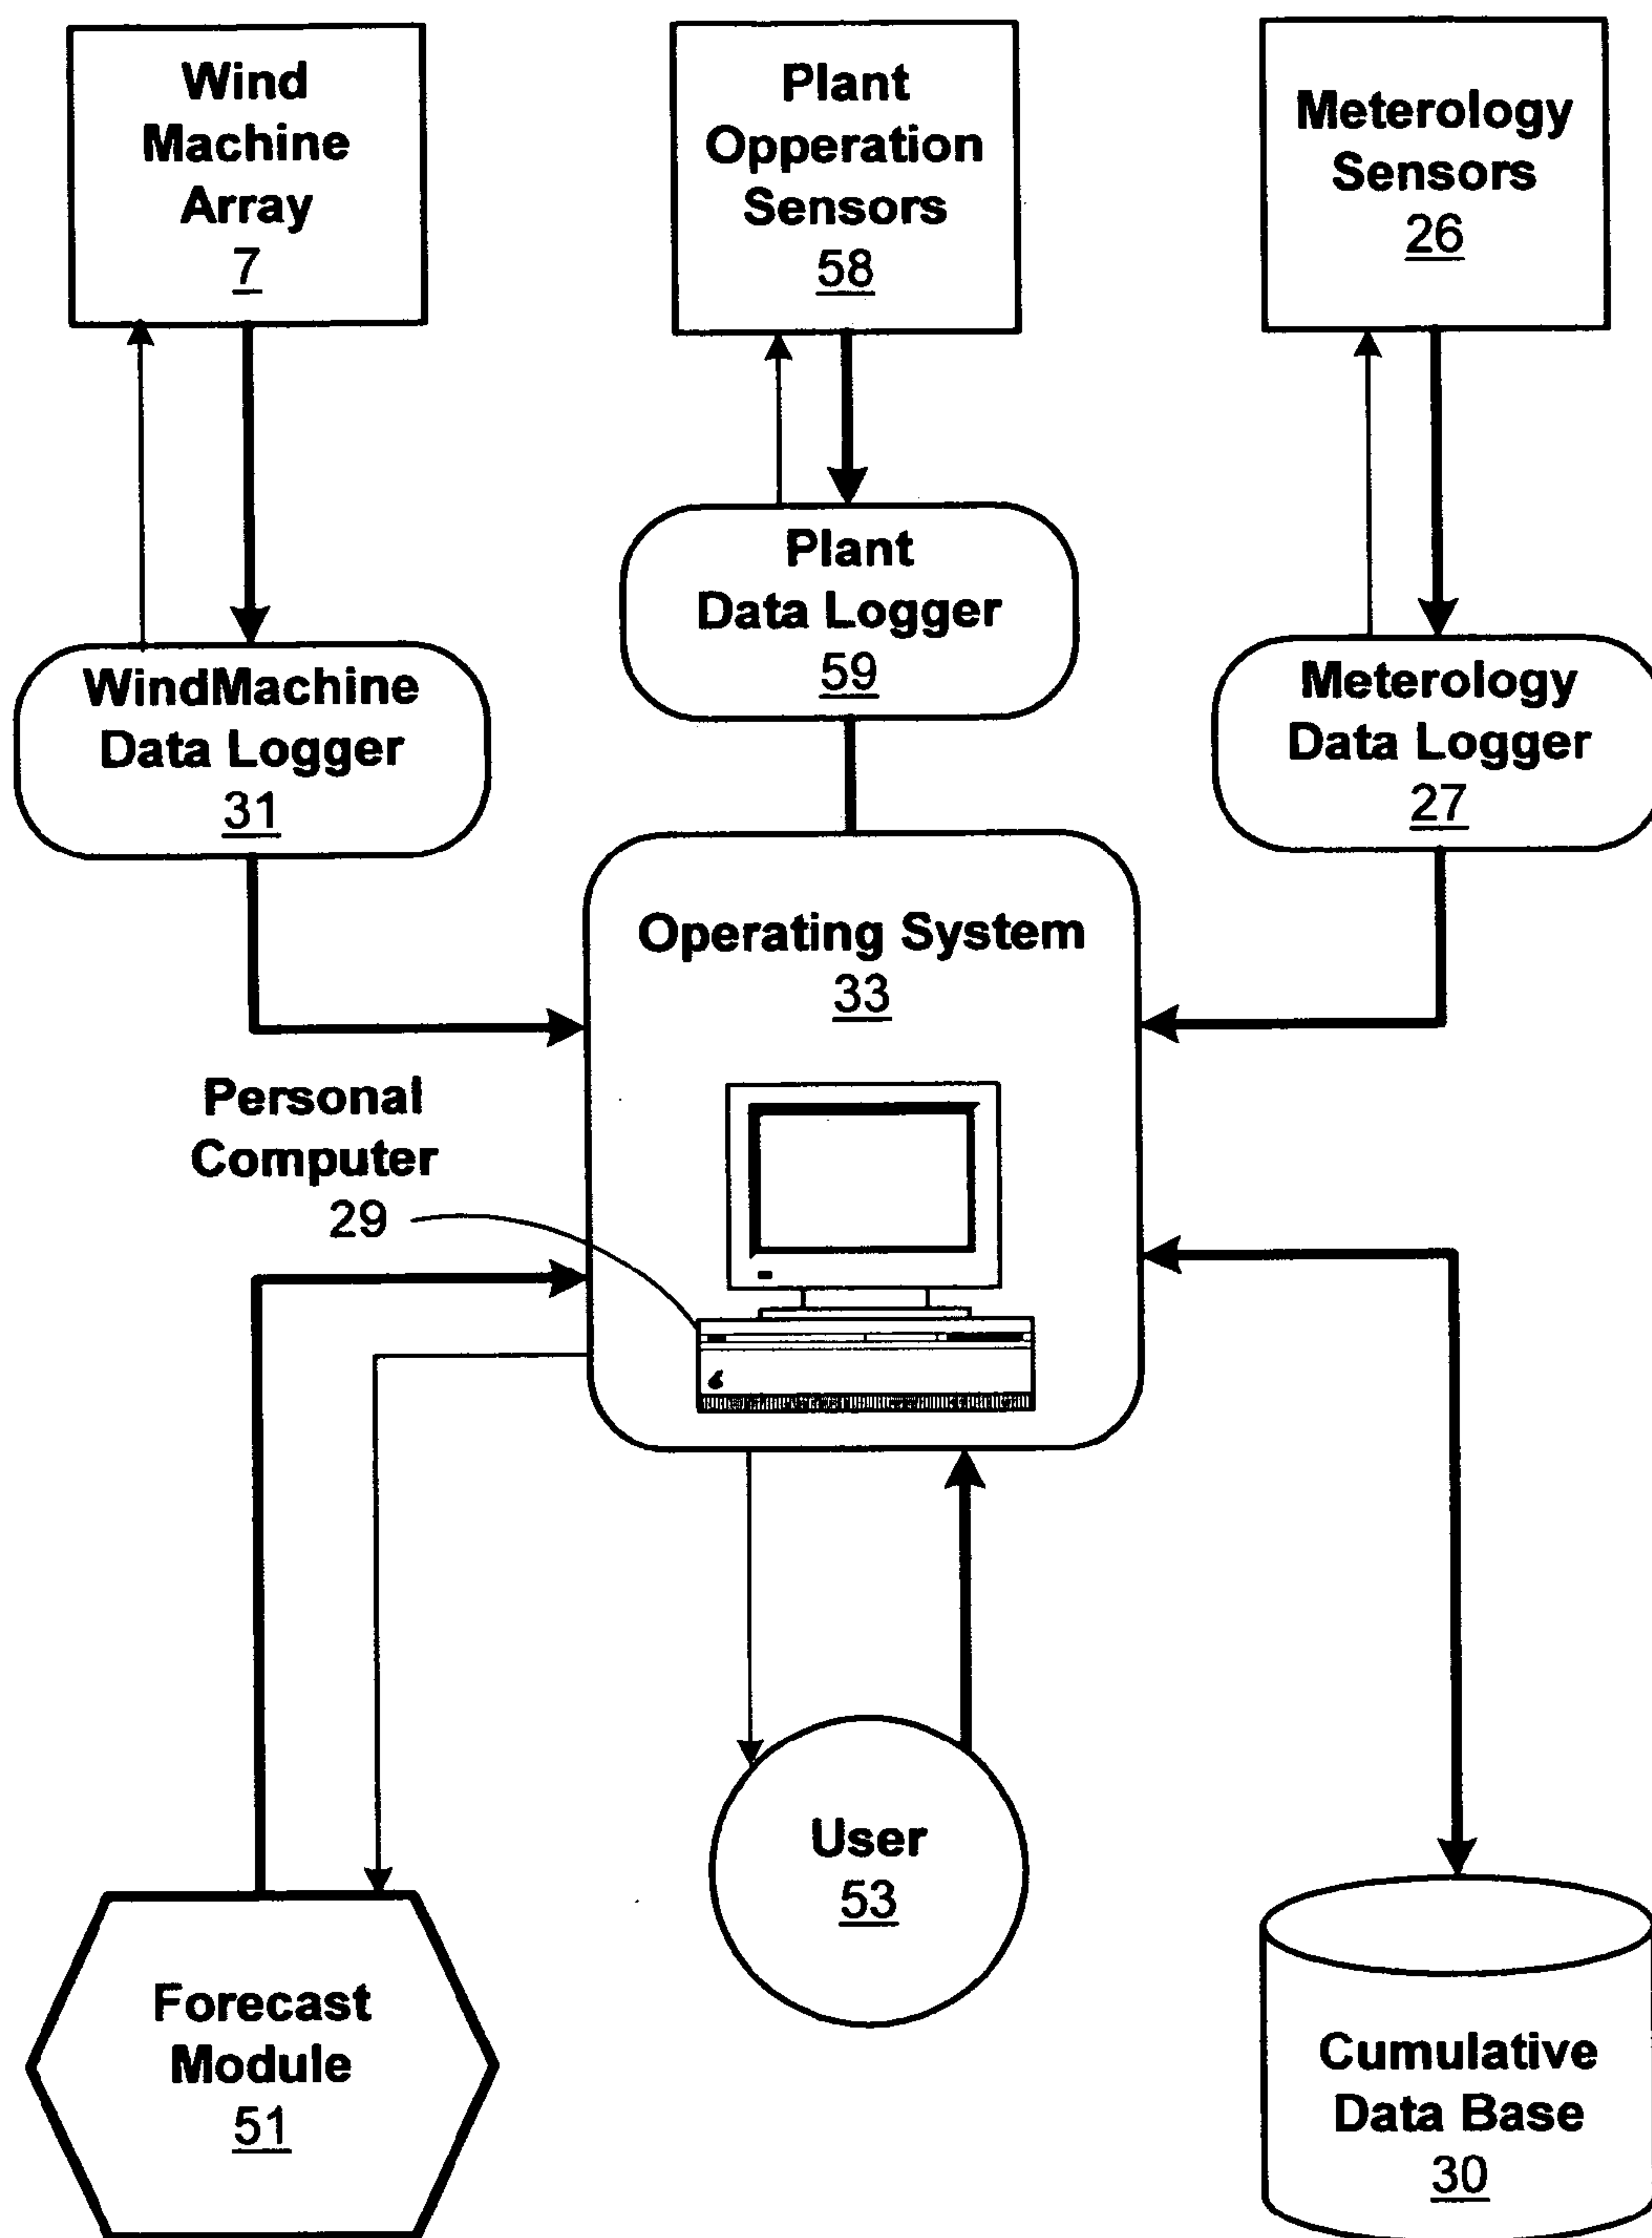 Wind
Machine
Array
7
Plant
Opperation
Sensors
58
Meterology
Sensors
26
WindMachine
Data Logger
31
Plant
Data Logger
59
Meterology
Data Logger
27
Operating System
33
Personal
Computer
29
Forecast
Module
51
User
53
Cumulative
Data Base
30